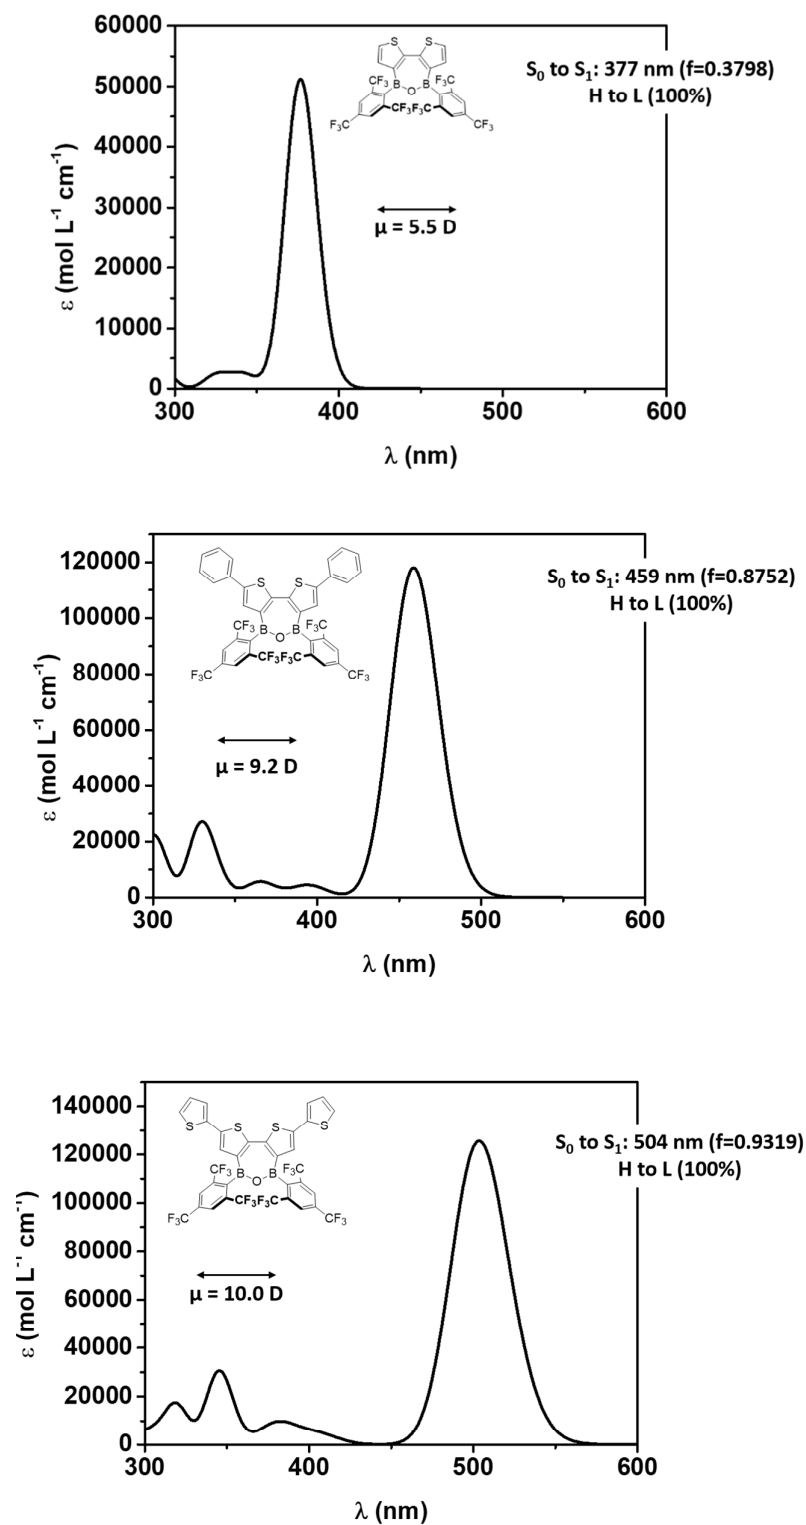 60000
50000
40000
30000
20000
10000
0
300
400
500
600
ε (mol L⁻¹ cm⁻¹)
λ (nm)
S S
CF₃ F₃C
B B
O
F₃C CF₃F₃C CF₃
S₀ to S₁: 377 nm (f=0.3798)
H to L (100%)
μ = 5.5 D
120000
100000
80000
60000
40000
20000
0
300
400
500
600
ε (mol L⁻¹ cm⁻¹)
λ (nm)
S S
CF₃ F₃C
B B
O
F₃C CF₃F₃C CF₃
S₀ to S₁: 459 nm (f=0.8752)
H to L (100%)
μ = 9.2 D
140000
120000
100000
80000
60000
40000
20000
0
300
400
500
600
ε (mol L⁻¹ cm⁻¹)
λ (nm)
S S S S
CF₃ F₃C
B B
O
F₃C CF₃F₃C CF₃
S₀ to S₁: 504 nm (f=0.9319)
H to L (100%)
μ = 10.0 D